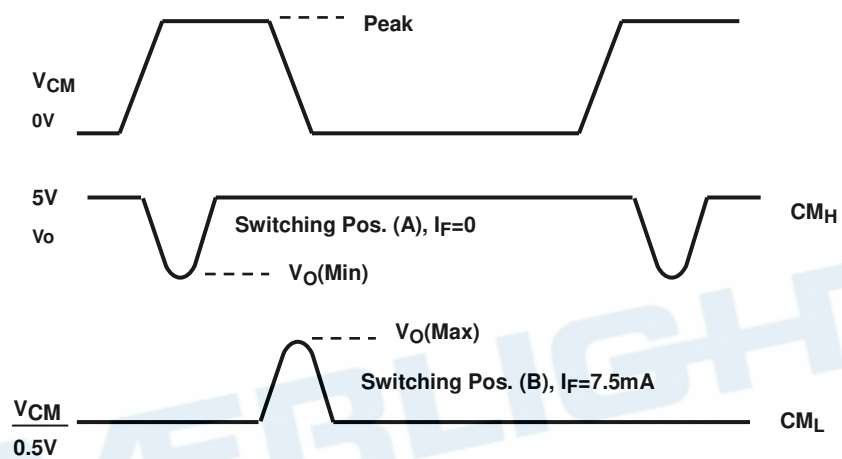 Peak
VCM
0V
5V
Vo
Switching Pos. (A), IF=0
CMH
VO(Min)
VO(Max)
Switching Pos. (B), IF=7.5mA
VCM
0.5V
CML
EVERLIGHT